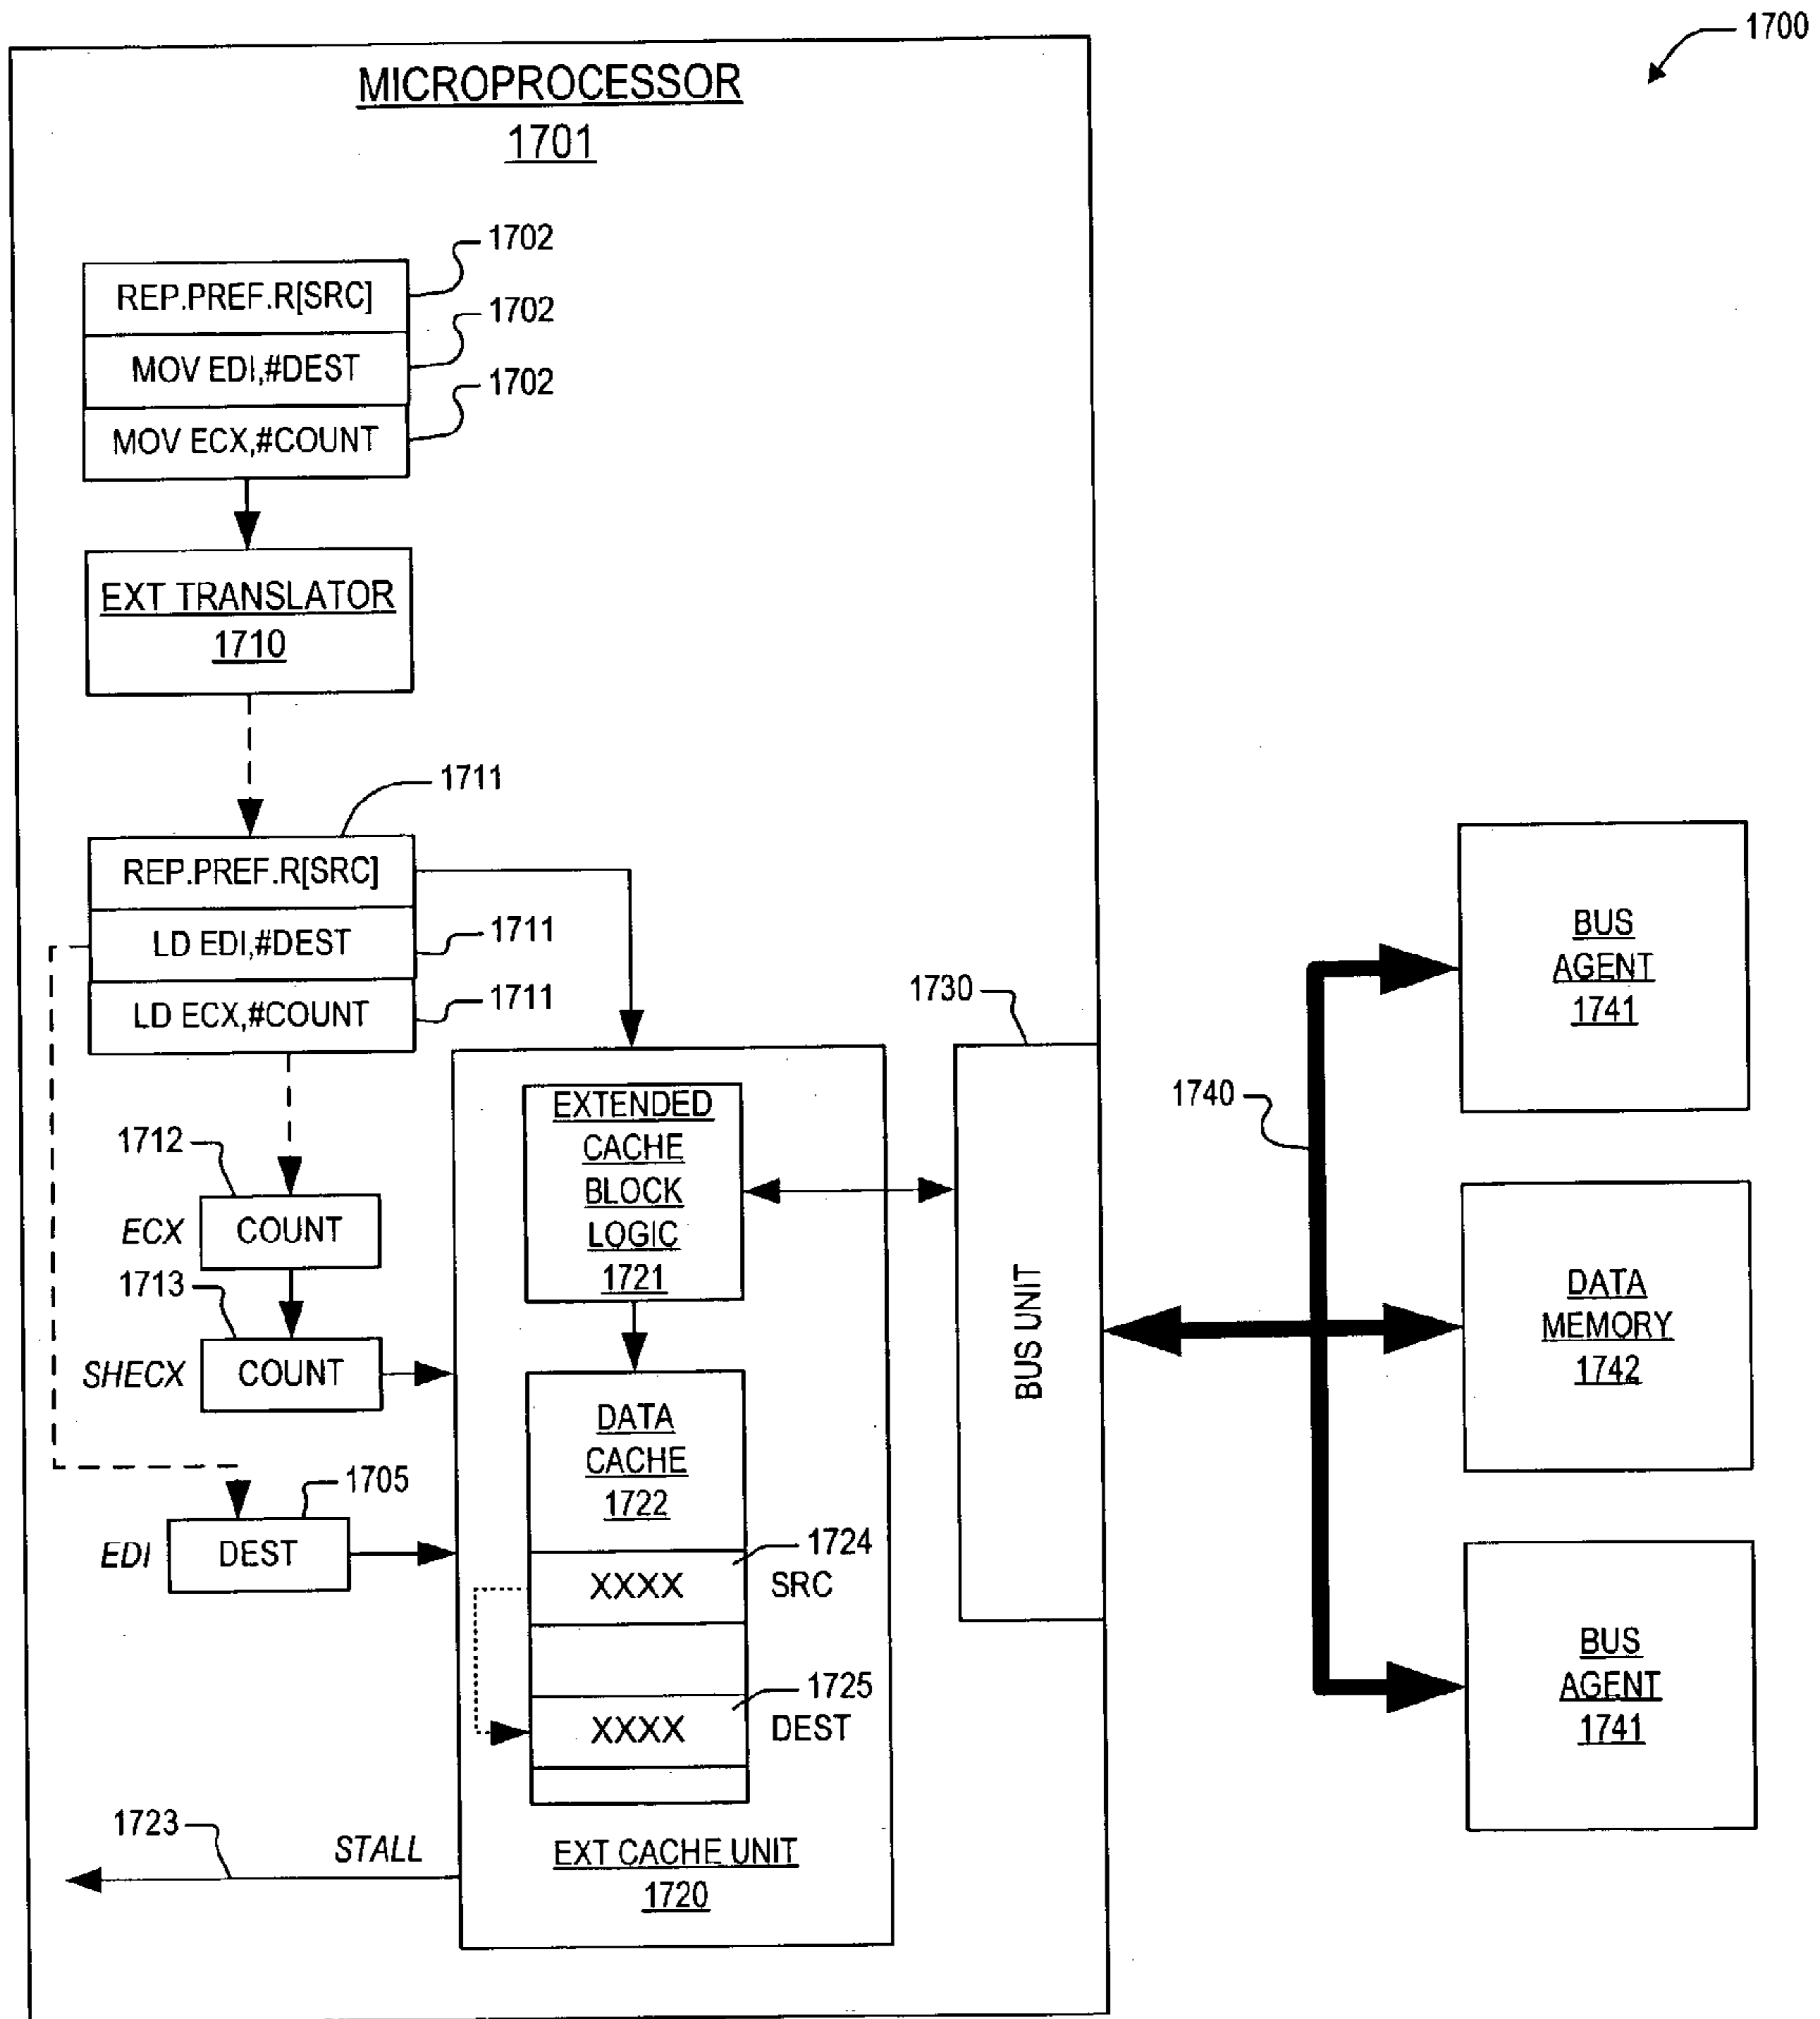 1700
MICROPROCESSOR
1701
1702
REP.PREF.R[SRC]
1702
MOV EDI,#DEST
1702
MOV ECX,#COUNT
EXT TRANSLATOR
1710
1711
REP.PREF.R[SRC]
LD EDI,#DEST
1711
LD ECX,#COUNT
1711
1712
ECX
COUNT
1713
SHECX
COUNT
1705
EDI
DEST
EXTENDED
CACHE
BLOCK
LOGIC
1721
DATA
CACHE
1722
1724
XXXX
SRC
1725
XXXX
DEST
1723
STALL
EXT CACHE UNIT
1720
1730
BUS UNIT
1740
BUS
AGENT
1741
DATA
MEMORY
1742
BUS
AGENT
1741